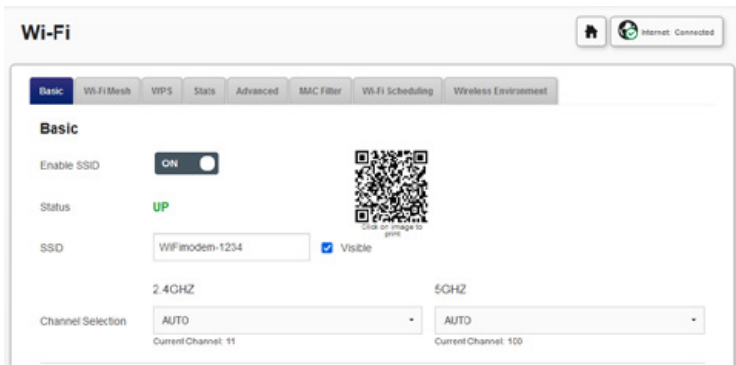 Wi-Fi
Internet: Connected
Basic Wi-Fi Mesh WPS Stats Advanced MAC Filter Wi-Fi Scheduling Wireless Environment
Basic
Enable SSID ON
Status UP
Click on image to
print
SSID WiFimodem-1234 Visible
2.4GHZ 5GHZ
Channel Selection AUTO AUTO
Current Channel: 11 Current Channel: 100